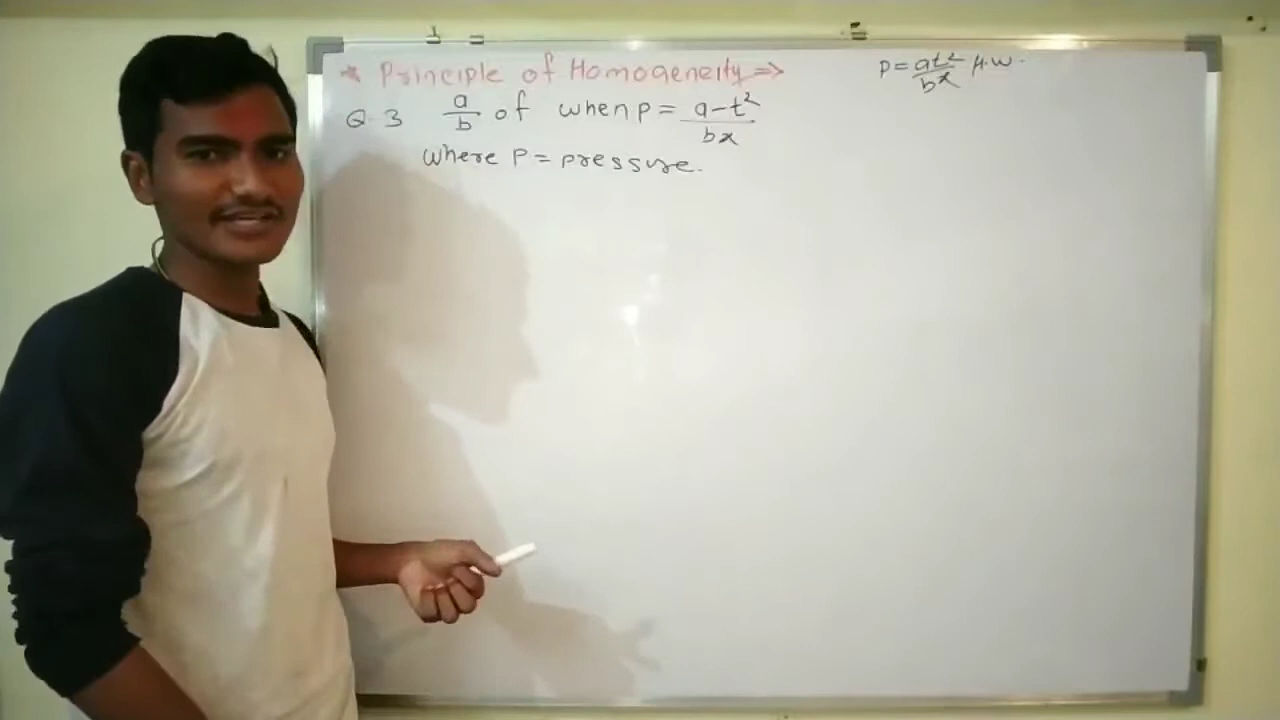 * Principle of Homogeneity =>
P = at²/bx H.W.
Q.3 a/b of when P = a-t²/bx
where P = pressure.